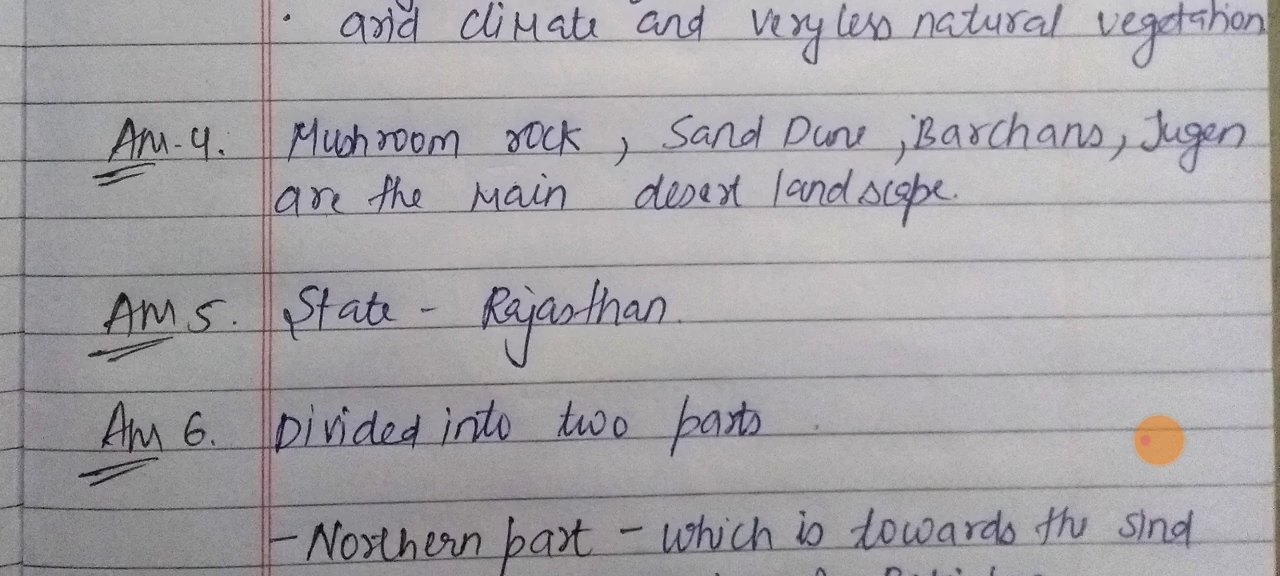 • arid climate and very less natural vegetation
Ans-4. Mushroom rock, Sand Dune, Barchans, Jugen
are the main desert landscape.
Ans 5. State - Rajasthan.
Ans 6. Divided into two parts.
- Northern part - which is towards the sind